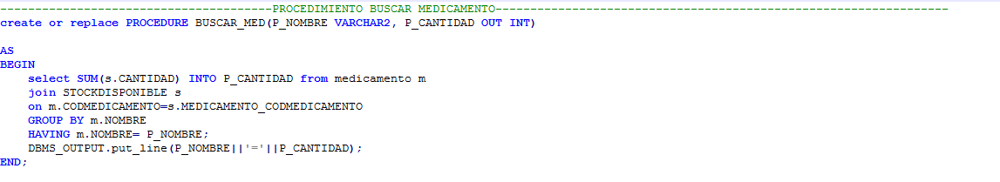 ---------------------------------------PROCEDIMIENTO BUSCAR MEDICAMENTO-----------------------------------------------------------------
create or replace PROCEDURE BUSCAR_MED(P_NOMBRE VARCHAR2, P_CANTIDAD OUT INT)
AS
BEGIN
    select SUM(s.CANTIDAD) INTO P_CANTIDAD from medicamento m
    join STOCKDISPONIBLE s
    on m.CODMEDICAMENTO=s.MEDICAMENTO_CODMEDICAMENTO
    GROUP BY m.NOMBRE
    HAVING m.NOMBRE= P_NOMBRE;
    DBMS_OUTPUT.put_line(P_NOMBRE||'='||P_CANTIDAD);
END;